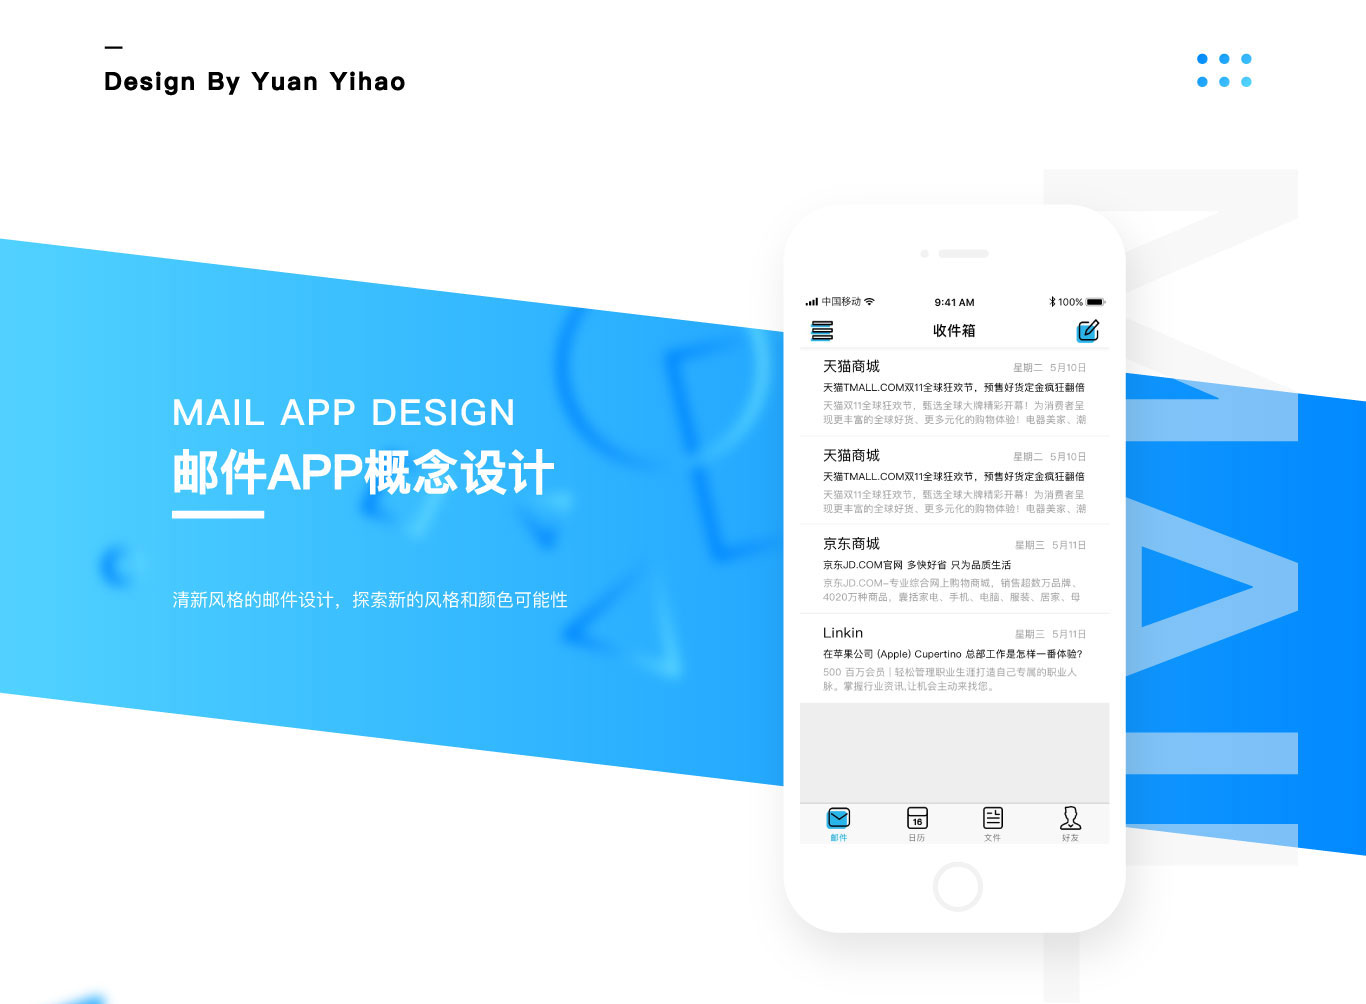 Design By Yuan Yihao
MAIL APP DESIGN
邮件APP概念设计
清新风格的邮件设计，探索新的风格和颜色可能性
中国移动
9:41 AM
100%
收件箱
天猫商城
星期二 5月10日
天猫TMALL.COM双11全球狂欢节，预售好货定金疯狂翻倍
天猫双11全球狂欢节，甄选全球大牌精彩开幕！为消费者呈
现更丰富的全球好货、更多元化的购物体验！电器美家、潮
天猫商城
星期二 5月10日
天猫TMALL.COM双11全球狂欢节，预售好货定金疯狂翻倍
天猫双11全球狂欢节，甄选全球大牌精彩开幕！为消费者呈
现更丰富的全球好货、更多元化的购物体验！电器美家、潮
京东商城
星期三 5月11日
京东JD.COM官网 多快好省 只为品质生活
京东JD.COM-专业综合网上购物商城，销售超数万品牌、
4020万种商品，囊括家电、手机、电脑、服装、居家、母
Linkin
星期三 5月11日
在苹果公司 (Apple) Cupertino 总部工作是怎样一番体验?
500 百万会员 | 轻松管理职业生涯打造自己专属的职业人
脉。掌握行业资讯,让机会主动来找您。
16
邮件
日历
文件
好友
MAIL